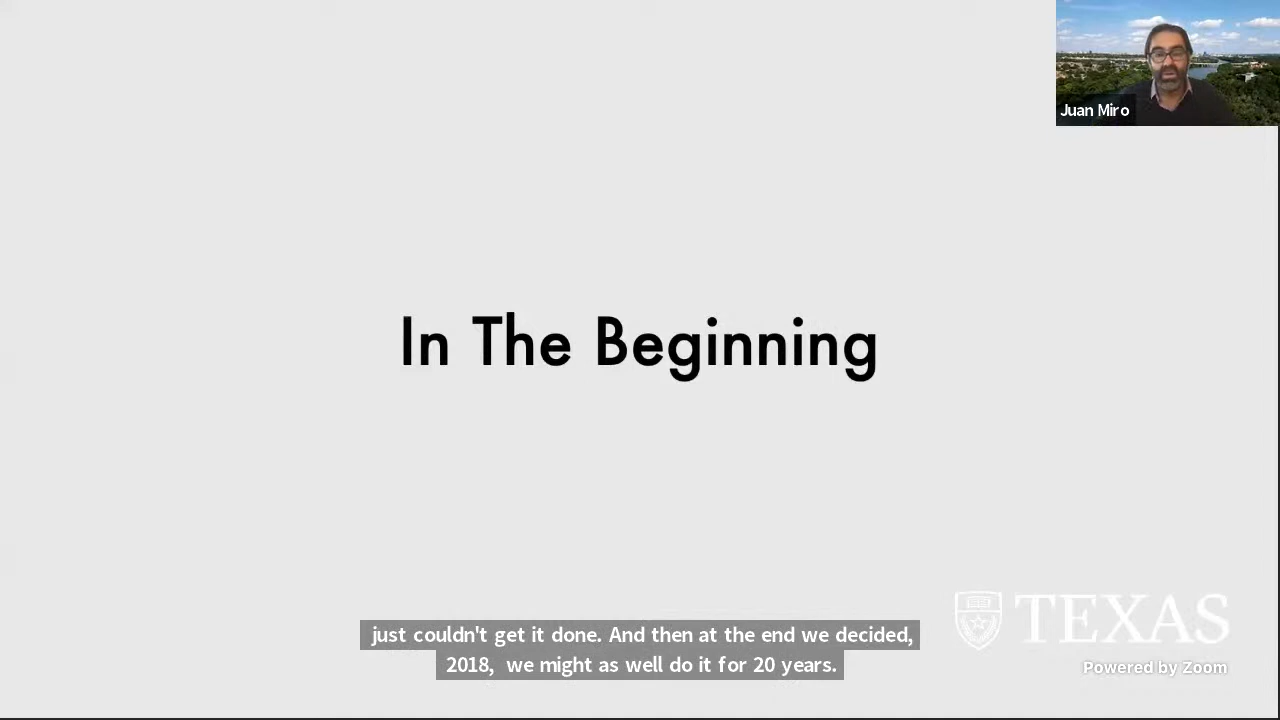 Juan Miro
In The Beginning
just couldn't get it done. And then at the end we decided,
2018, we might as well do it for 20 years.
TEXAS
Powered by Zoom